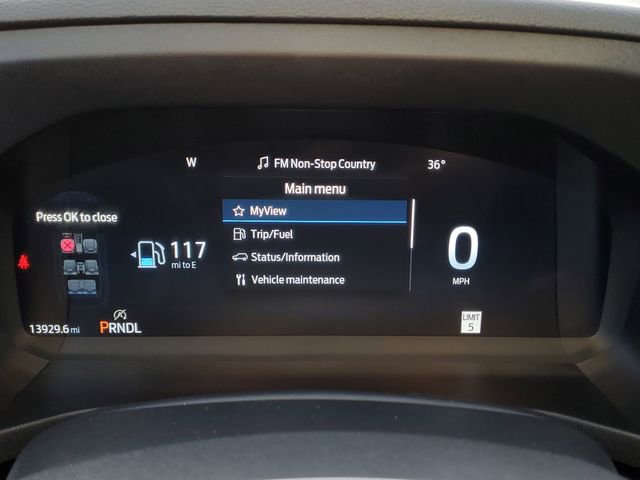 W
FM Non-Stop Country
36°
Main menu
Press OK to close
MyView
Trip/Fuel
117
mi to E
Status/Information
0
MPH
Vehicle maintenance
13929.6 mi
PRNDL
LIMIT
5